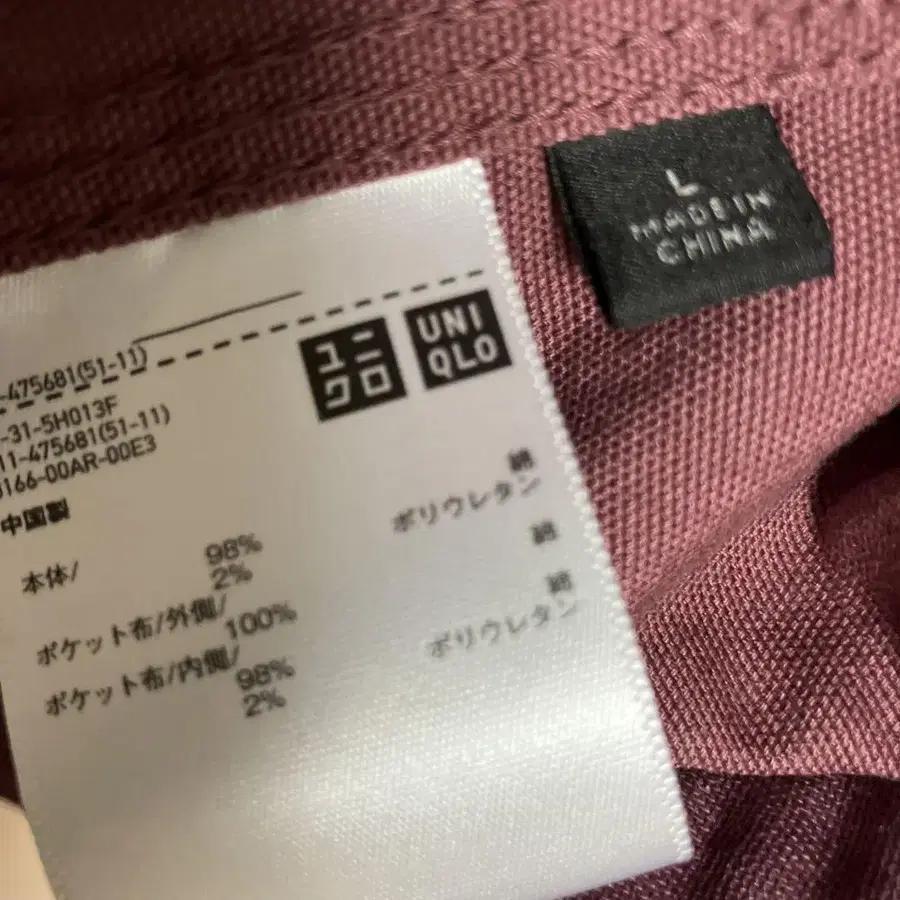 -475681(51-11)
-31-5H013F
11-475681(51-11)
0166-00AR-00E3
中国製
ユニ
クロ
UNI
QLO
本体/ 綿
98% ポリウレタン
2%
ポケット布/外側/ 綿
100%
ポケット布/内側/ 綿
98% ポリウレタン
2%
L
MADE IN
CHINA